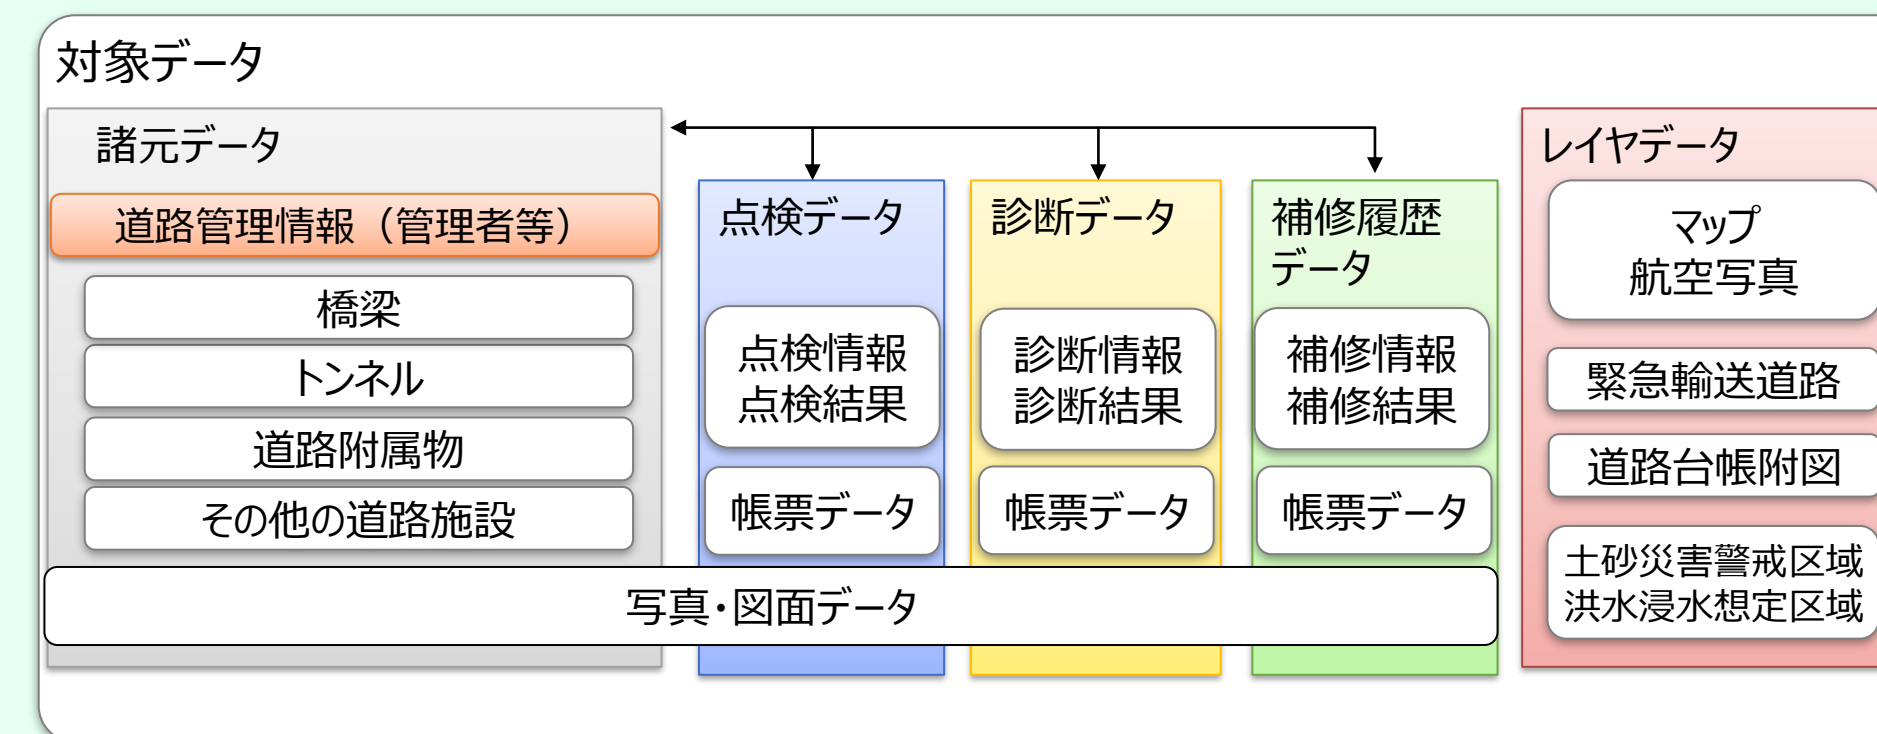 対象データ
諸元データ
道路管理情報（管理者等）
橋梁
トンネル
道路附属物
その他の道路施設
点検データ
点検情報
点検結果
帳票データ
診断データ
診断情報
診断結果
帳票データ
補修履歴
データ
補修情報
補修結果
帳票データ
写真・図面データ
レイヤデータ
マップ
航空写真
緊急輸送道路
道路台帳附図
土砂災害警戒区域
洪水浸水想定区域